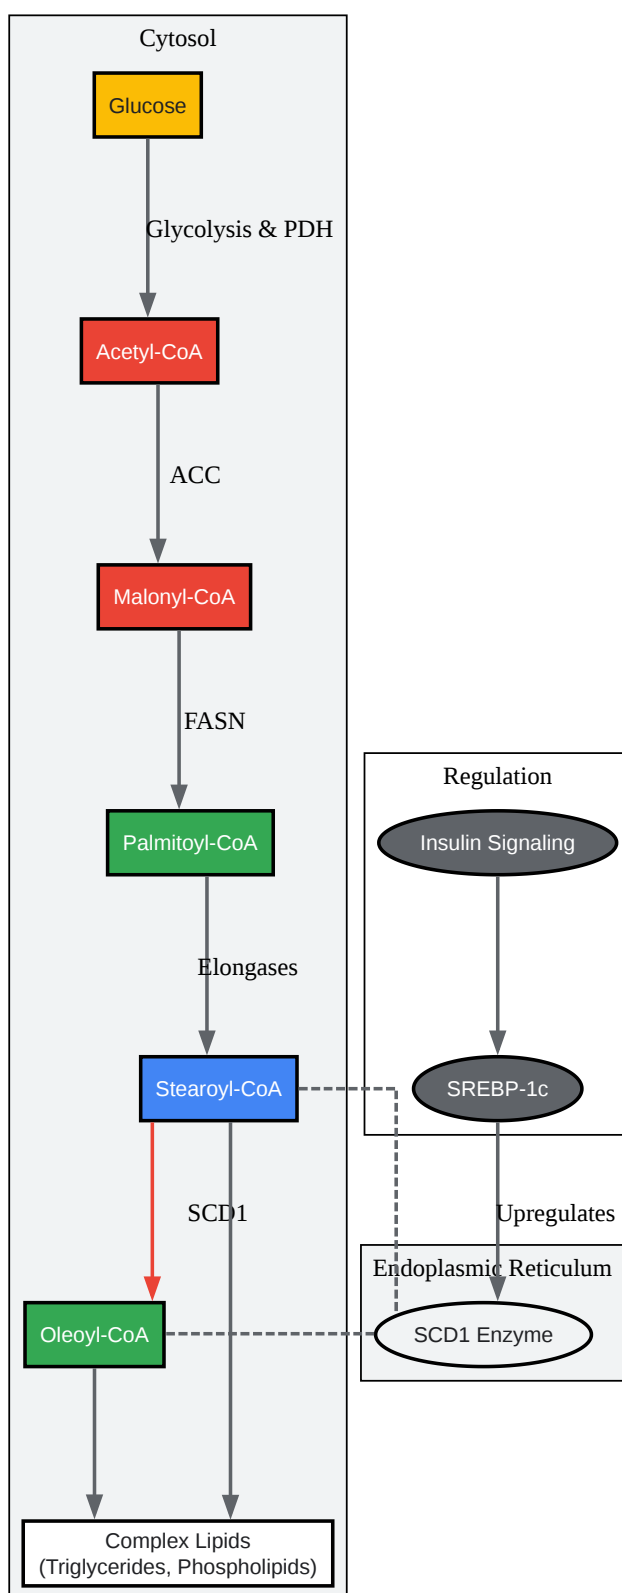 Cytosol
Glucose
Glycolysis & PDH
Acetyl-CoA
ACC
Malonyl-CoA
FASN
Palmitoyl-CoA
Elongases
Stearoyl-CoA
SCD1
Oleoyl-CoA
Complex Lipids
(Triglycerides, Phospholipids)
Regulation
Insulin Signaling
SREBP-1c
Upregulates
Endoplasmic Reticulum
SCD1 Enzyme